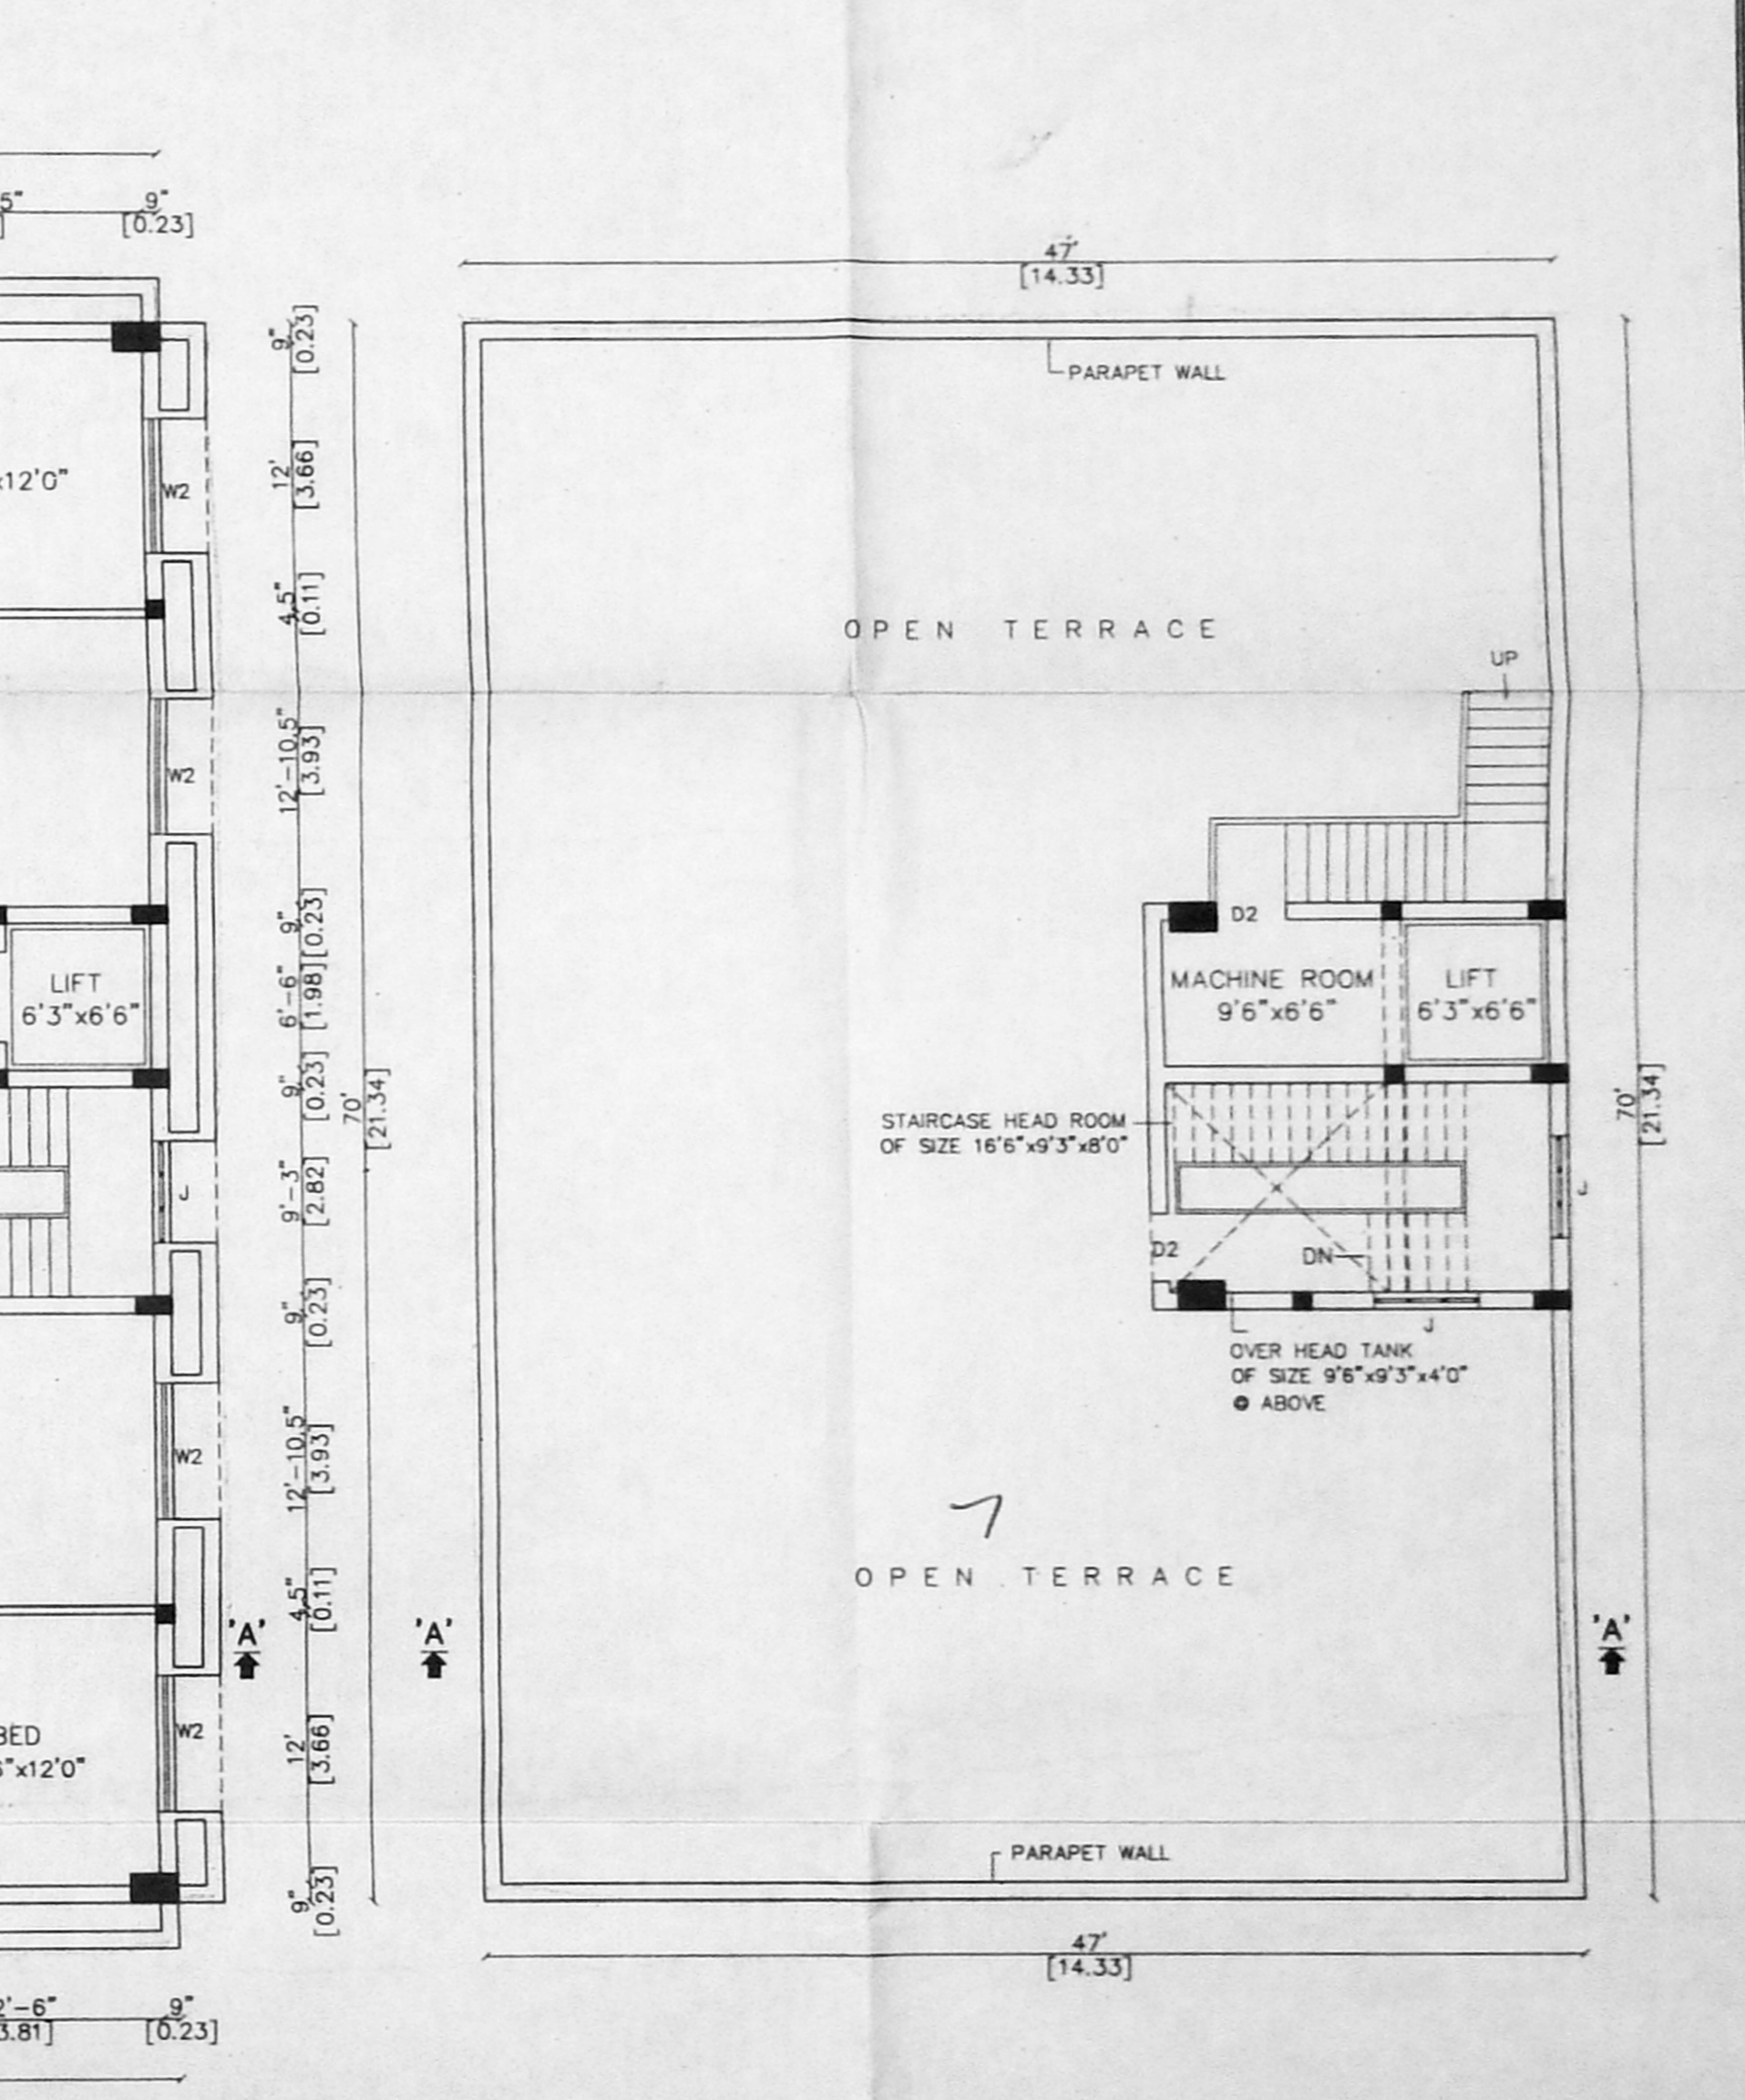 9"
[0.23]
5"
]
x12'0"
W2
W2
LIFT
6'3"x6'6"
J
W2
'A'
W2
BED
"x12'0"
2'-6"
3.81]
9"
[0.23]
9"
[0.23]
12'
[3.66]
4.5"
[0.11]
12'-10.5"
[3.93]
9"
[0.23]
6'-6"
[1.98]
9"
[0.23]
9'-3"
[2.82]
9"
[0.23]
12'-10.5"
[3.93]
4.5"
[0.11]
12'
[3.66]
9"
[0.23]
70'
[21.34]
47'
[14.33]
PARAPET WALL
OPEN TERRACE
UP
D2
MACHINE ROOM
9'6"x6'6"
LIFT
6'3"x6'6"
STAIRCASE HEAD ROOM
OF SIZE 16'6"x9'3"x8'0"
J
D2
DN
J
OVER HEAD TANK
OF SIZE 9'6"x9'3"x4'0"
@ ABOVE
70'
[21.34]
OPEN TERRACE
'A'
'A'
PARAPET WALL
47'
[14.33]